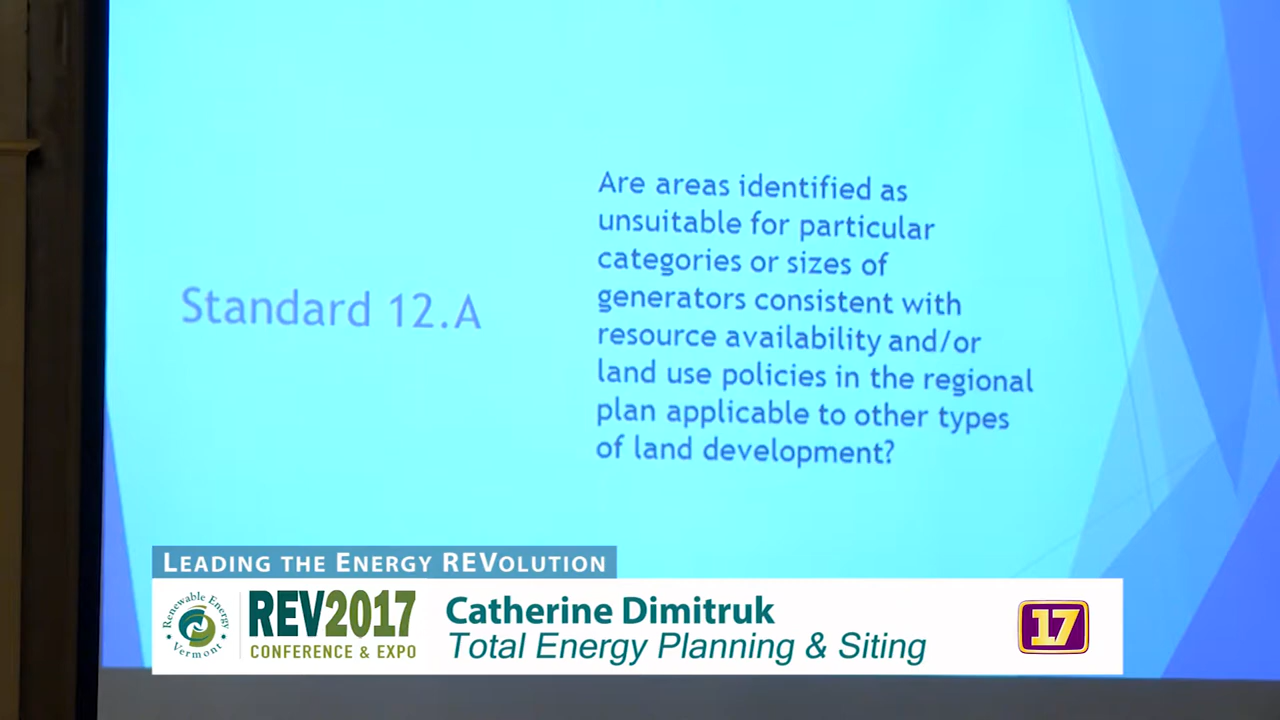 Standard 12.A
Are areas identified as
unsuitable for particular
categories or sizes of
generators consistent with
resource availability and/or
land use policies in the regional
plan applicable to other types
of land development?
LEADING THE ENERGY REVOLUTION
Renewable Energy
Vermont
REV2017
CONFERENCE & EXPO
Catherine Dimitruk
Total Energy Planning & Siting
17